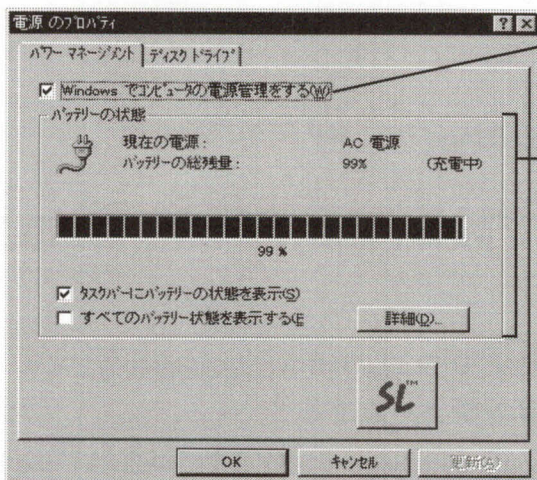 電源 のプロパティ
パワー マネージメント ディスク ドライブ
Windows でコンピュータの電源管理をする(W)
バッテリーの状態
現在の電源: AC 電源
バッテリーの総残量: 99% (充電中)
99 %
タスクバーにバッテリーの状態を表示(S)
すべてのバッテリー状態を表示する(E
詳細(D)...
SL™
OK キャンセル 更新(A)